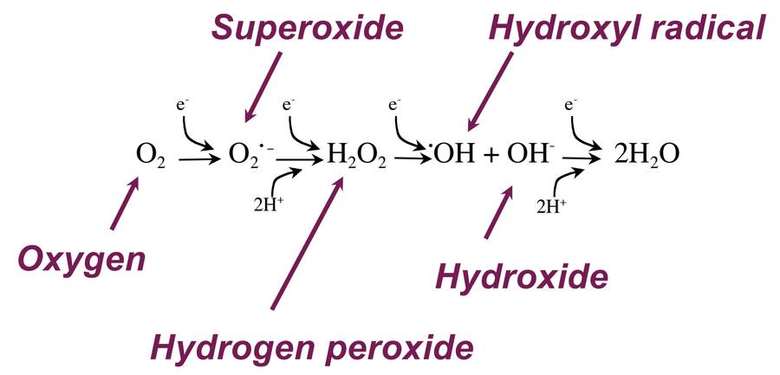 Superoxide Hydroxyl radical
e⁻ e⁻ e⁻ e⁻
O₂ → O₂•⁻ → H₂O₂ → •OH + OH⁻ → 2H₂O
2H⁺ 2H⁺
Oxygen
Hydroxide
Hydrogen peroxide